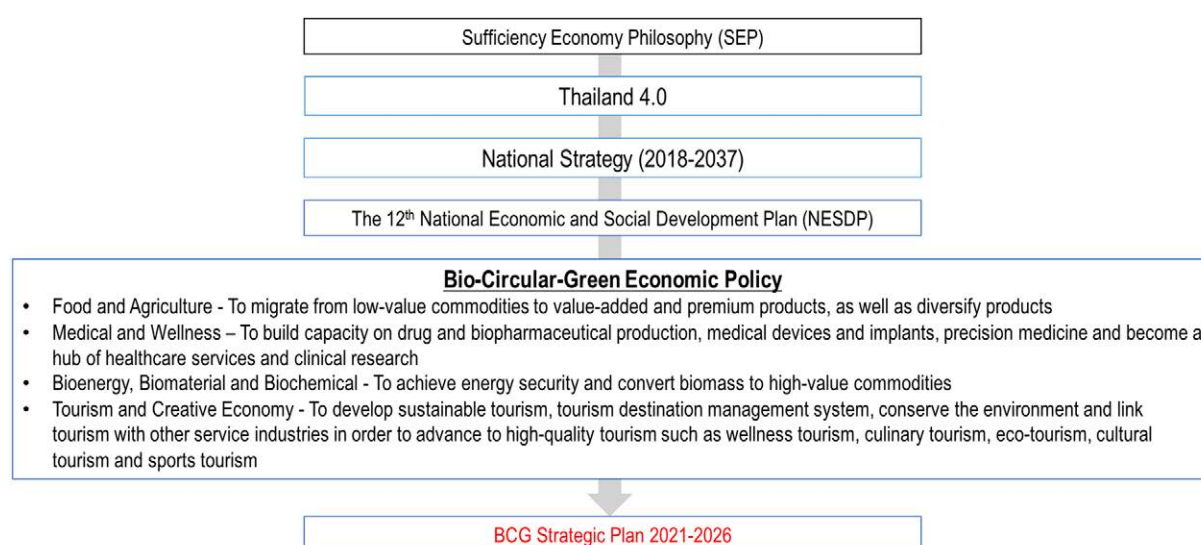 Sufficiency Economy Philosophy (SEP)
Thailand 4.0
National Strategy (2018-2037)
The 12th National Economic and Social Development Plan (NESDP)
Bio-Circular-Green Economic Policy
• Food and Agriculture - To migrate from low-value commodities to value-added and premium products, as well as diversify products
• Medical and Wellness – To build capacity on drug and biopharmaceutical production, medical devices and implants, precision medicine and become a
hub of healthcare services and clinical research
• Bioenergy, Biomaterial and Biochemical - To achieve energy security and convert biomass to high-value commodities
• Tourism and Creative Economy - To develop sustainable tourism, tourism destination management system, conserve the environment and link
tourism with other service industries in order to advance to high-quality tourism such as wellness tourism, culinary tourism, eco-tourism, cultural
tourism and sports tourism
BCG Strategic Plan 2021-2026